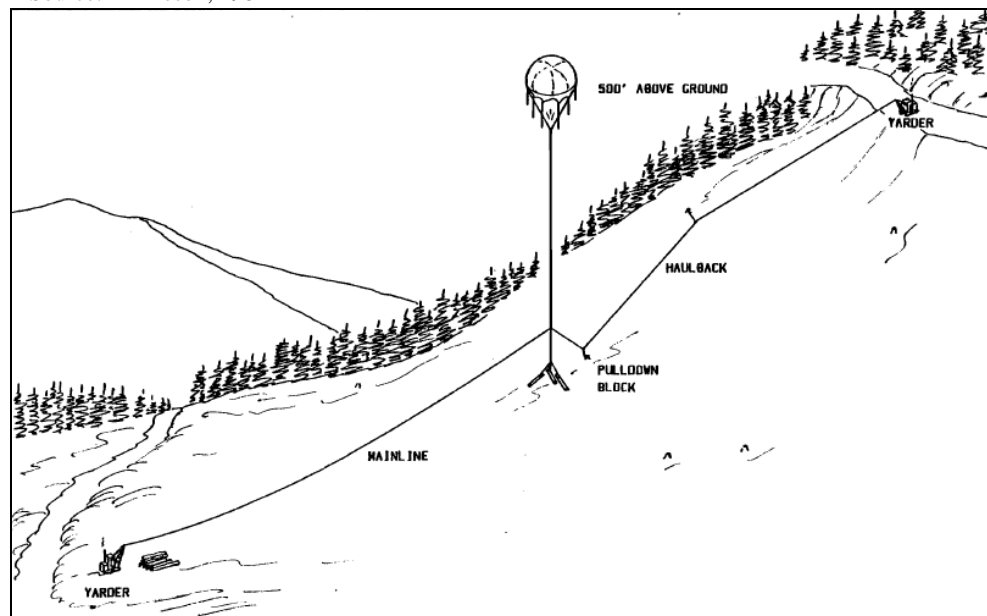 500' ABOVE GROUND
YARDER
HAULBACK
PULLDOWN
BLOCK
MAINLINE
YARDER